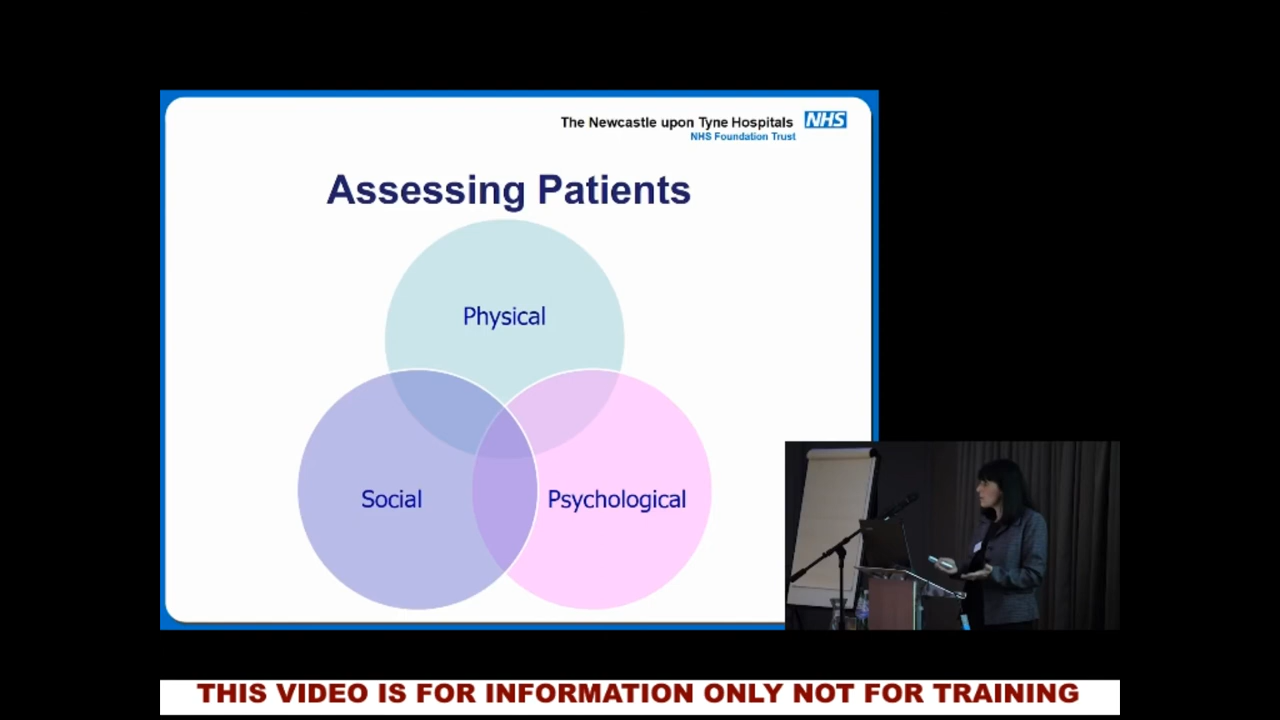 The Newcastle upon Tyne Hospitals NHS
NHS Foundation Trust
Assessing Patients
Physical
Social
Psychological
THIS VIDEO IS FOR INFORMATION ONLY NOT FOR TRAINING